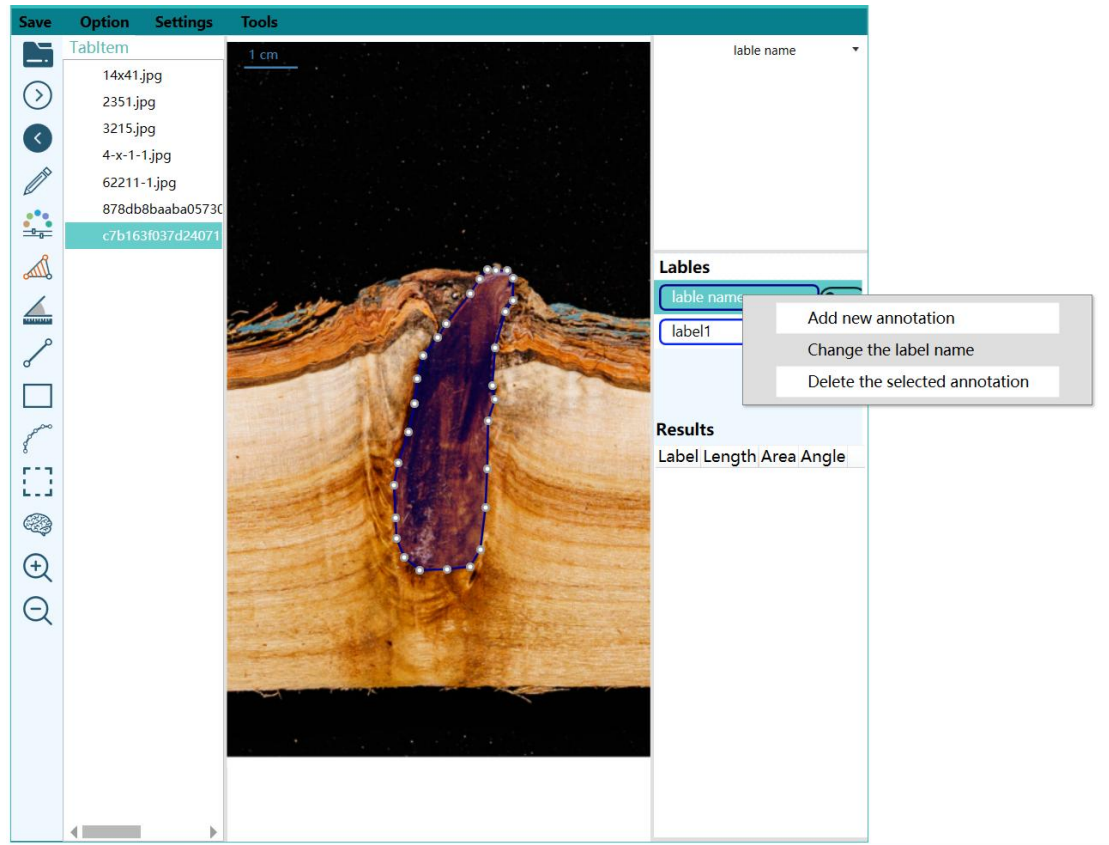 Save Option Settings Tools
TabItem
14x41.jpg
2351.jpg
3215.jpg
4-x-1-1.jpg
62211-1.jpg
878db8baaba05730
c7b163f037d24071
1 cm
lable name
Lables
lable name
label1
Add new annotation
Change the label name
Delete the selected annotation
Results
Label Length Area Angle